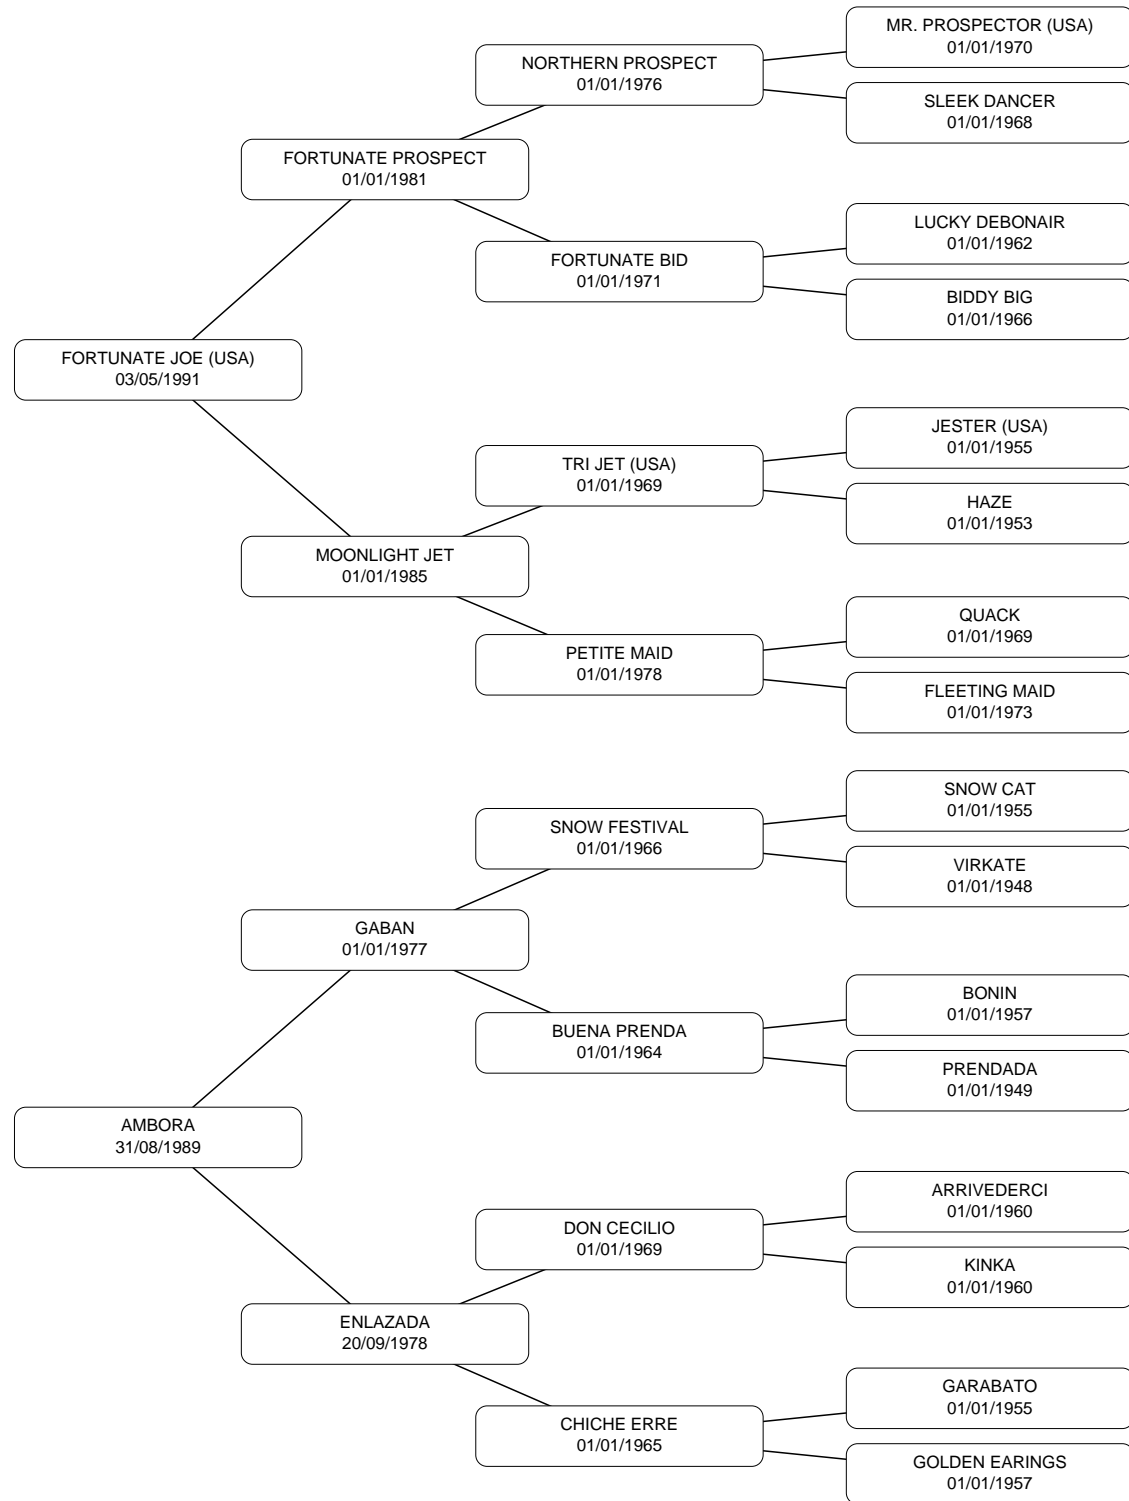 MR. PROSPECTOR (USA)
01/01/1970
NORTHERN PROSPECT
01/01/1976
SLEEK DANCER
01/01/1968
FORTUNATE PROSPECT
01/01/1981
LUCKY DEBONAIR
01/01/1962
FORTUNATE BID
01/01/1971
BIDDY BIG
01/01/1966
FORTUNATE JOE (USA)
03/05/1991
JESTER (USA)
01/01/1955
TRI JET (USA)
01/01/1969
HAZE
01/01/1953
MOONLIGHT JET
01/01/1985
QUACK
01/01/1969
PETITE MAID
01/01/1978
FLEETING MAID
01/01/1973
SNOW CAT
01/01/1955
SNOW FESTIVAL
01/01/1966
VIRKATE
01/01/1948
GABAN
01/01/1977
BONIN
01/01/1957
BUENA PRENDA
01/01/1964
PRENDADA
01/01/1949
AMBORA
31/08/1989
ARRIVEDERCI
01/01/1960
DON CECILIO
01/01/1969
KINKA
01/01/1960
ENLAZADA
20/09/1978
GARABATO
01/01/1955
CHICHE ERRE
01/01/1965
GOLDEN EARINGS
01/01/1957